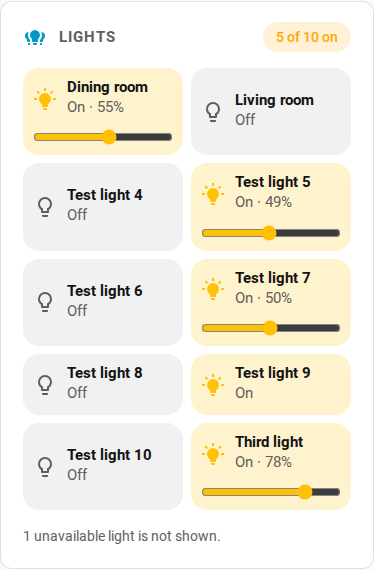 LIGHTS
5 of 10 on
Dining room
On · 55%
Living room
Off
Test light 4
Off
Test light 5
On · 49%
Test light 6
Off
Test light 7
On · 50%
Test light 8
Off
Test light 9
On
Test light 10
Off
Third light
On · 78%
1 unavailable light is not shown.